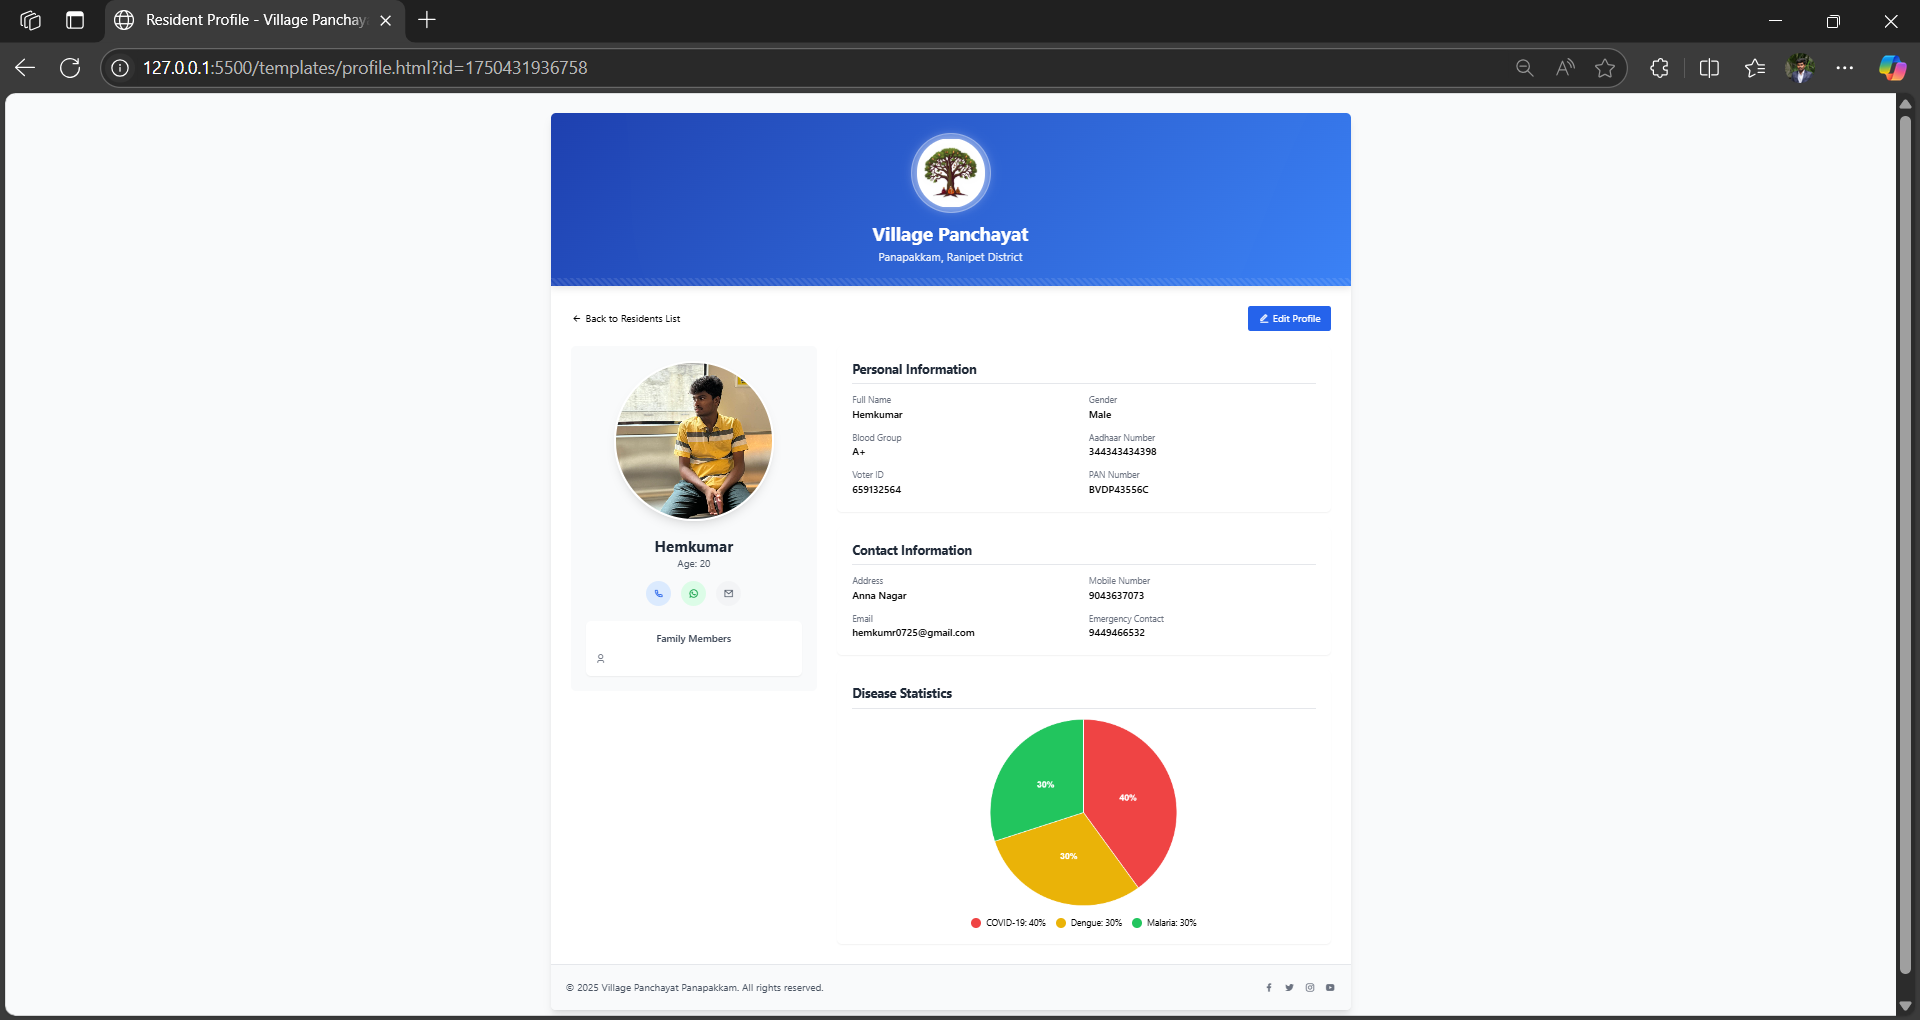 Resident Profile - Village Panchay
127.0.0.1:5500/templates/profile.html?id=1750431936758
Village Panchayat
Panapakkam, Ranipet District
← Back to Residents List
Edit Profile
Hemkumar
Age: 20
Family Members
Personal Information
Full Name
Hemkumar
Gender
Male
Blood Group
A+
Aadhaar Number
344343434398
Voter ID
659132564
PAN Number
BVDP43556C
Contact Information
Address
Anna Nagar
Mobile Number
9043637073
Email
hemkumr0725@gmail.com
Emergency Contact
9449466532
Disease Statistics
30%
40%
30%
COVID-19: 40%
Dengue: 30%
Malaria: 30%
© 2025 Village Panchayat Panapakkam. All rights reserved.